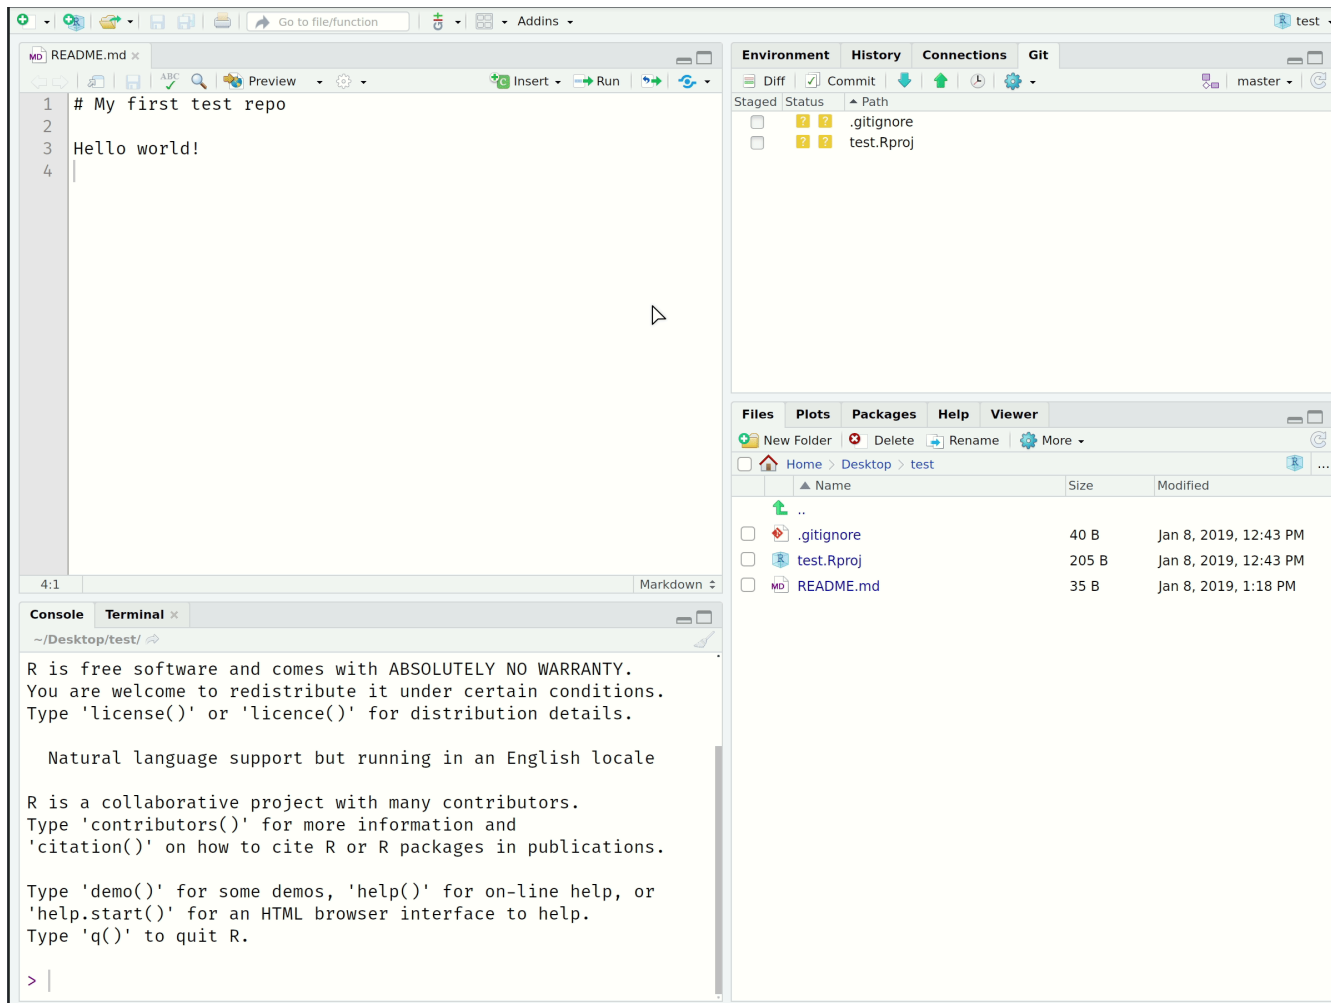 Go to file/function
Addins
test
README.md
ABC
Preview
Insert
Run
1 # My first test repo
2
3 Hello world!
4
4:1
Markdown
Console Terminal
~/Desktop/test/
R is free software and comes with ABSOLUTELY NO WARRANTY.
You are welcome to redistribute it under certain conditions.
Type 'license()' or 'licence()' for distribution details.
Natural language support but running in an English locale
R is a collaborative project with many contributors.
Type 'contributors()' for more information and
'citation()' on how to cite R or R packages in publications.
Type 'demo()' for some demos, 'help()' for on-line help, or
'help.start()' for an HTML browser interface to help.
Type 'q()' to quit R.
>
Environment History Connections Git
Diff Commit master
Staged Status Path
? ? .gitignore
? ? test.Rproj
Files Plots Packages Help Viewer
New Folder Delete Rename More
Home > Desktop > test ...
Name Size Modified
..
.gitignore 40 B Jan 8, 2019, 12:43 PM
test.Rproj 205 B Jan 8, 2019, 12:43 PM
README.md 35 B Jan 8, 2019, 1:18 PM